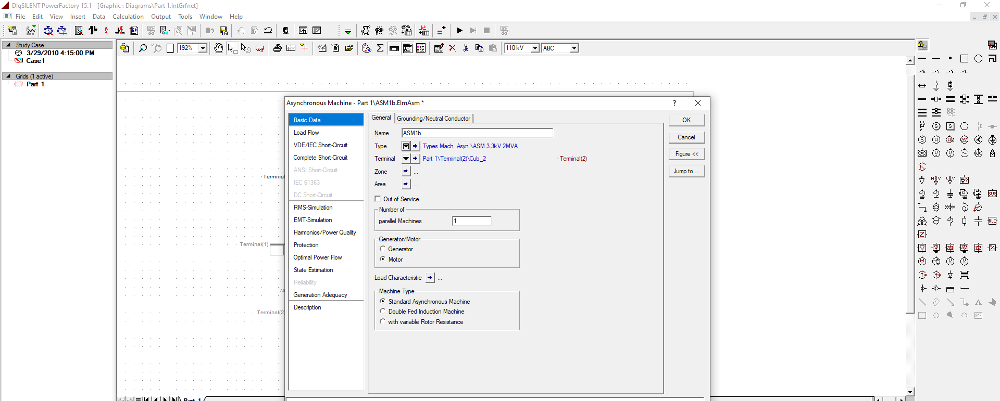 DIgSILENT PowerFactory 15.1 - [Graphic : Diagrams\Part 1.IntGrfnet]
File Edit View Insert Data Calculation Output Tools Window Help
Study Case
3/29/2010 4:15:00 PM
Case1
Grids (1 active)
Part 1
192%
110 kV
ABC
Terminal
Terminal(1)
AS
Terminal(2)
Part 1
Asynchronous Machine - Part 1\ASM1b.ElmAsm *
?
Basic Data
Load Flow
VDE/IEC Short-Circuit
Complete Short-Circuit
ANSI Short-Circuit
IEC 61363
DC Short-Circuit
RMS-Simulation
EMT-Simulation
Harmonics/Power Quality
Protection
Optimal Power Flow
State Estimation
Reliability
Generation Adequacy
Description
General Grounding/Neutral Conductor
Name ASM1b
Type Types Mach. Asyn.\ASM 3.3kV 2MVA
Terminal Part 1\Terminal(2)\Cub_2 - Terminal(2)
Zone ...
Area ...
Out of Service
Number of
parallel Machines 1
Generator/Motor
Generator
Motor
Load Characteristic ...
Machine Type
Standard Asynchronous Machine
Double Fed Induction Machine
with variable Rotor Resistance
OK
Cancel
Figure <<
Jump to ...
SVS
RLC
BMP